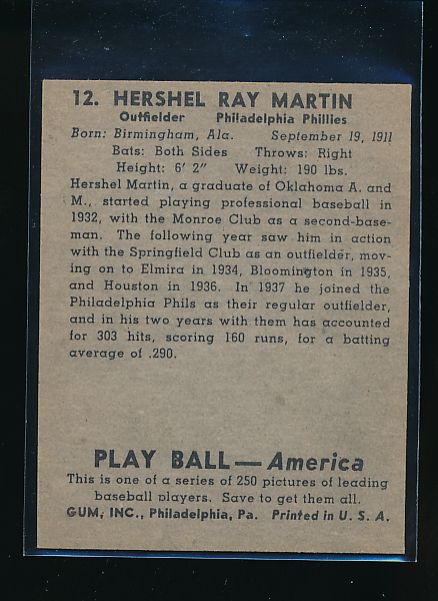 12. HERSHEL RAY MARTIN
Outfielder Philadelphia Phillies
Born: Birmingham, Ala. September 19, 1911
Bats: Both Sides Throws: Right
Height: 6' 2" Weight: 190 lbs.
Hershel Martin, a graduate of Oklahoma A. and
M., started playing professional baseball in
1932, with the Monroe Club as a second-base-
man. The following year saw him in action
with the Springfield Club as an outfielder, mov-
ing on to Elmira in 1934, Bloomington in 1935,
and Houston in 1936. In 1937 he joined the
Philadelphia Phils as their regular outfielder,
and in his two years with them has accounted
for 303 hits, scoring 160 runs, for a batting
average of .290.
PLAY BALL — America
This is one of a series of 250 pictures of leading
baseball players. Save to get them all.
GUM, INC., Philadelphia, Pa. Printed in U. S. A.